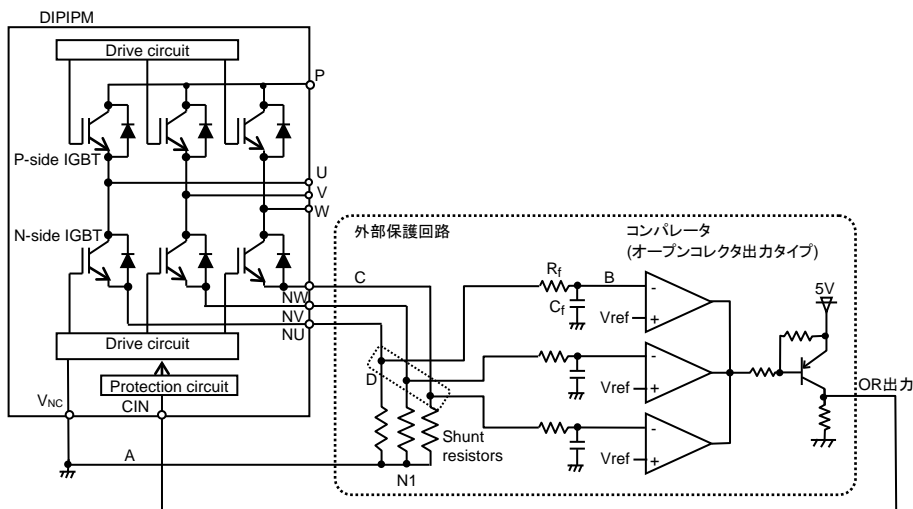 DIPIPM
Drive circuit
P
P-side IGBT
U
V
W
N-side IGBT
NW
NV
NU
Drive circuit
Protection circuit
VNC
CIN
A
外部保護回路
コンパレータ
(オープンコレクタ出力タイプ)
C
Rf
B
Cf
-
Vref
+
5V
-
Vref
+
D
OR出力
-
Vref
+
Shunt
resistors
N1